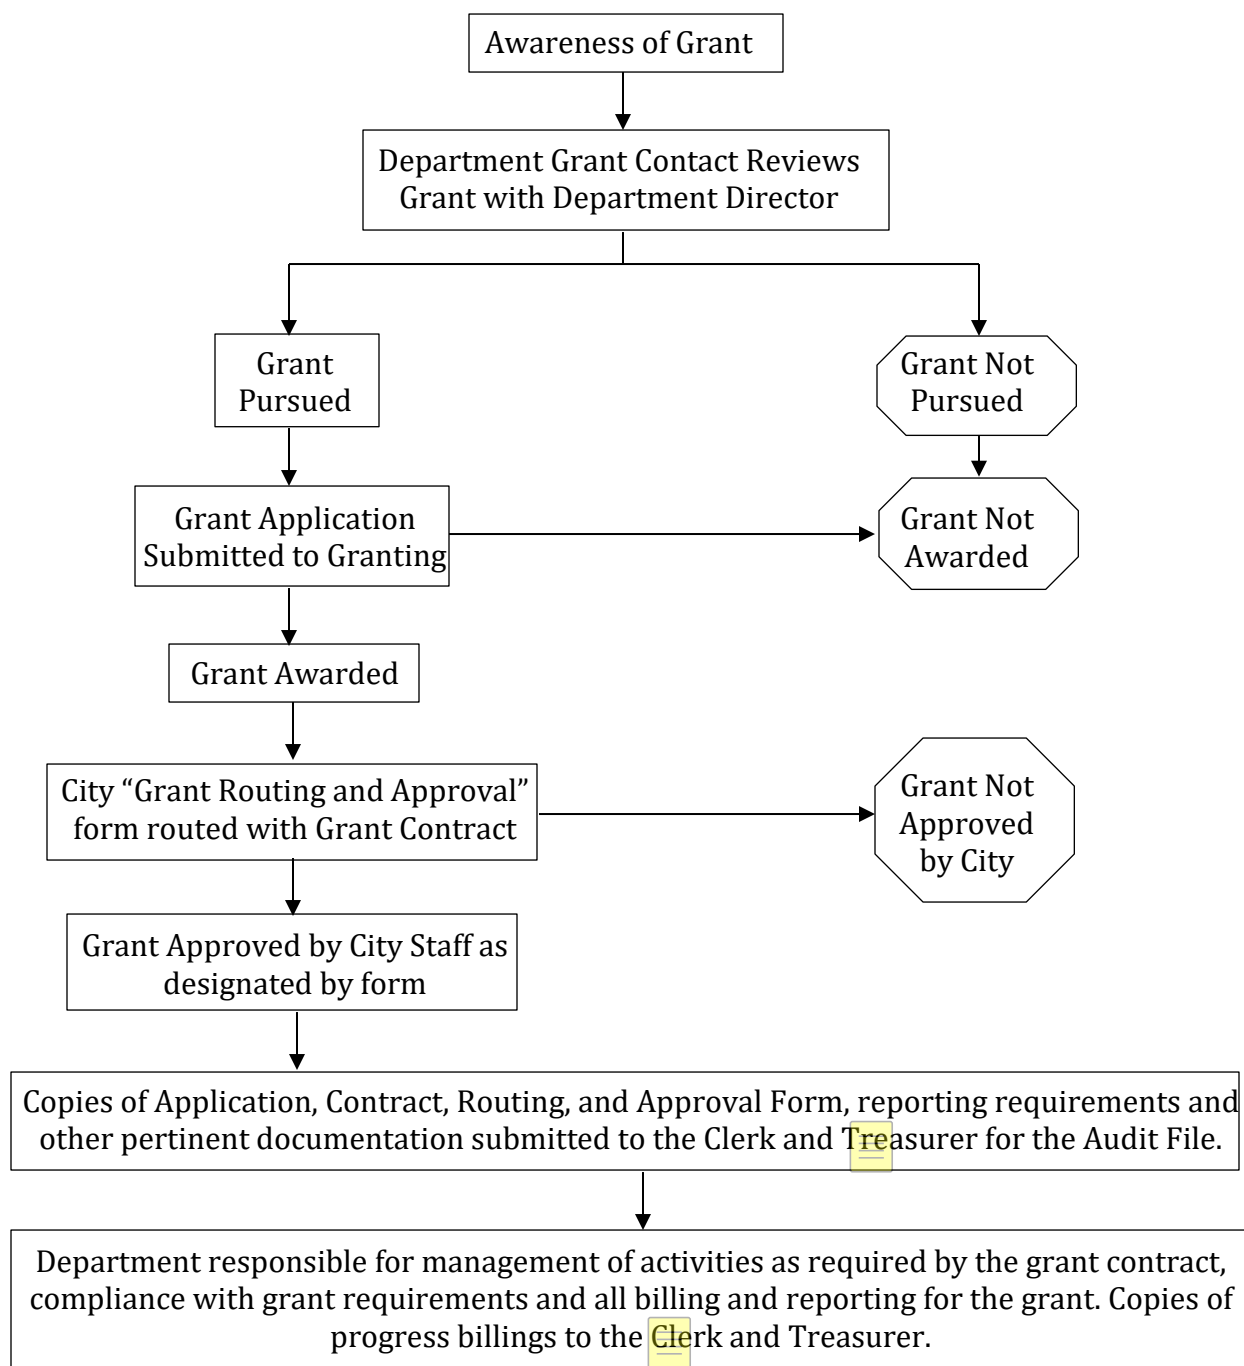 Awareness of Grant
Department Grant Contact Reviews
Grant with Department Director
Grant
Pursued
Grant Not
Pursued
Grant Application
Submitted to Granting
Grant Not
Awarded
Grant Awarded
City “Grant Routing and Approval”
form routed with Grant Contract
Grant Not
Approved
by City
Grant Approved by City Staff as
designated by form
Copies of Application, Contract, Routing, and Approval Form, reporting requirements and
other pertinent documentation submitted to the Clerk and Treasurer for the Audit File.
Department responsible for management of activities as required by the grant contract,
compliance with grant requirements and all billing and reporting for the grant. Copies of
progress billings to the Clerk and Treasurer.